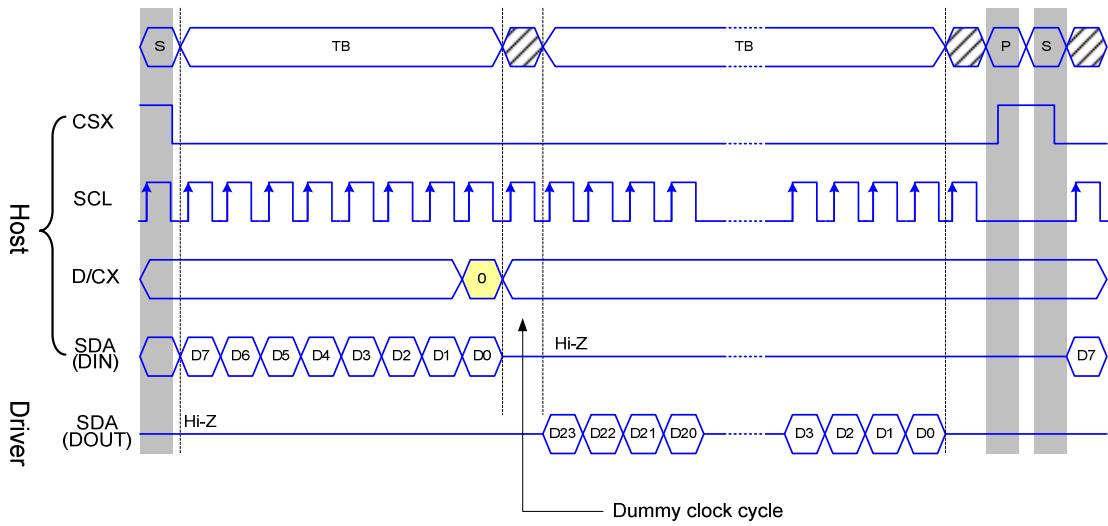 S TB TB P S
CSX
SCL
D/CX 0
SDA
(DIN) D7 D6 D5 D4 D3 D2 D1 D0 Hi-Z D7
SDA
(DOUT) Hi-Z D23 D22 D21 D20 D3 D2 D1 D0
Host
Driver
Dummy clock cycle